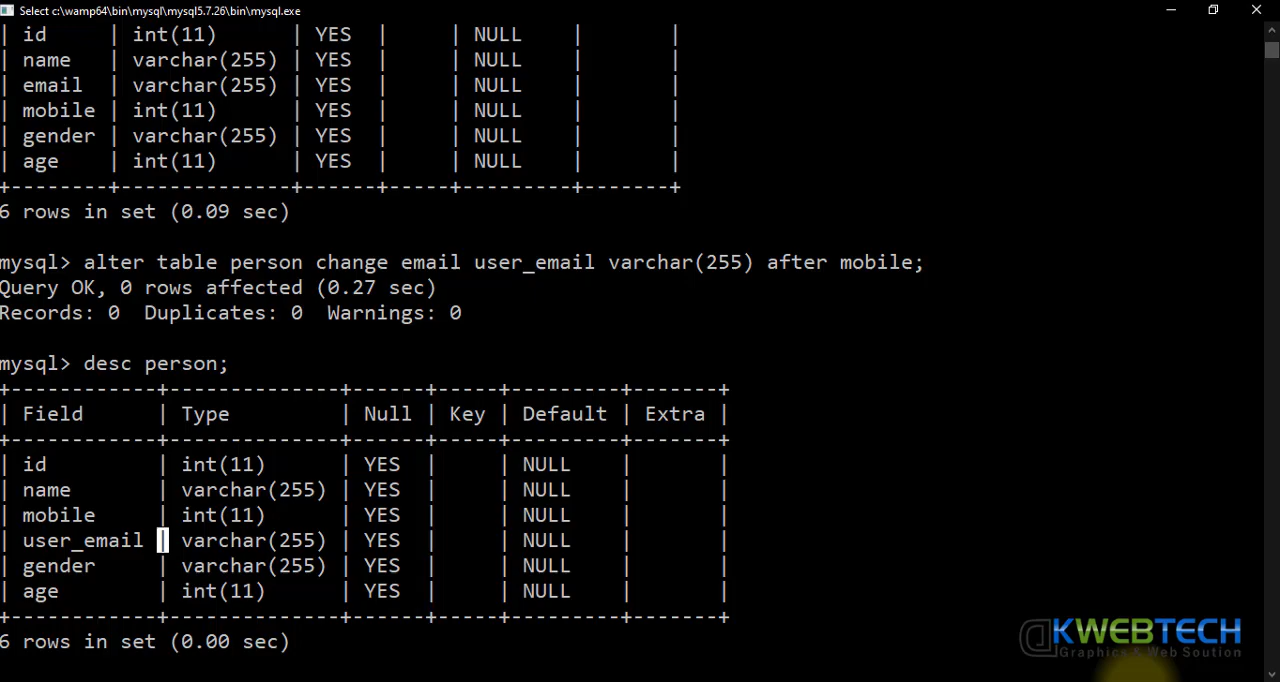 Select c:\wamp64\bin\mysql\mysql5.7.26\bin\mysql.exe
| id     | int(11)      | YES  |     | NULL    |       |
| name   | varchar(255) | YES  |     | NULL    |       |
| email  | varchar(255) | YES  |     | NULL    |       |
| mobile | int(11)      | YES  |     | NULL    |       |
| gender | varchar(255) | YES  |     | NULL    |       |
| age    | int(11)      | YES  |     | NULL    |       |
+--------+--------------+------+-----+---------+-------+
6 rows in set (0.09 sec)
mysql> alter table person change email user_email varchar(255) after mobile;
Query OK, 0 rows affected (0.27 sec)
Records: 0  Duplicates: 0  Warnings: 0
mysql> desc person;
+------------+--------------+------+-----+---------+-------+
| Field      | Type         | Null | Key | Default | Extra |
+------------+--------------+------+-----+---------+-------+
| id         | int(11)      | YES  |     | NULL    |       |
| name       | varchar(255) | YES  |     | NULL    |       |
| mobile     | int(11)      | YES  |     | NULL    |       |
| user_email | varchar(255) | YES  |     | NULL    |       |
| gender     | varchar(255) | YES  |     | NULL    |       |
| age        | int(11)      | YES  |     | NULL    |       |
+------------+--------------+------+-----+---------+-------+
6 rows in set (0.00 sec)
KWEBTECH
Graphics & Web Soution